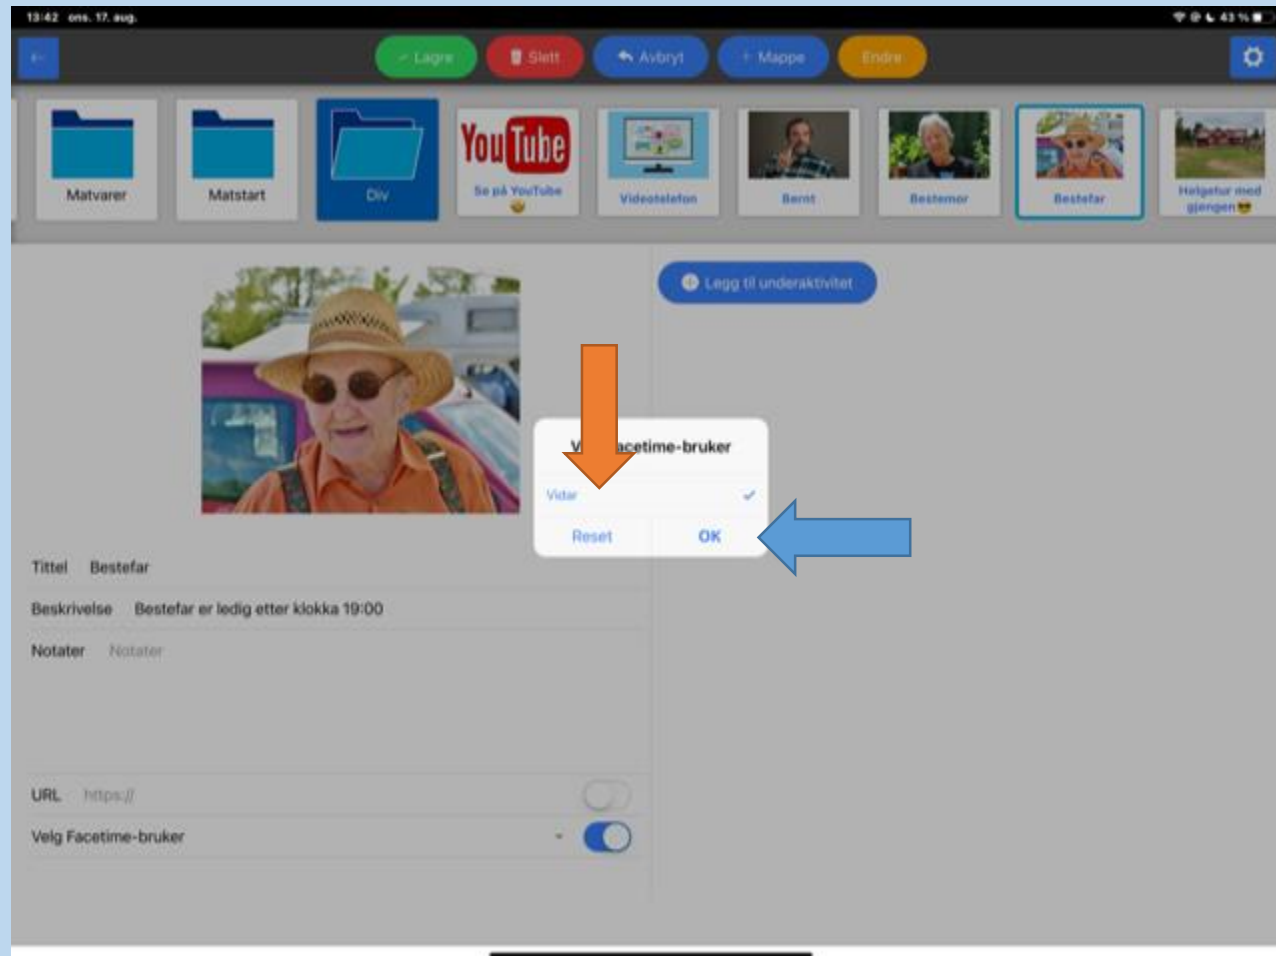 13:42 ons. 17. aug.
43 %
Lagre
Slett
Avbryt
+ Mappe
Endre
Matvarer
Matstart
Div
YouTube
Se på YouTube
Videotelefon
Bernt
Bestemor
Bestefar
Helgetur med
gjengen
Legg til underaktivitet
V acetime-bruker
Vidar
Reset
OK
Tittel Bestefar
Beskrivelse Bestefar er ledig etter klokka 19:00
Notater Notater
URL https://
Velg Facetime-bruker